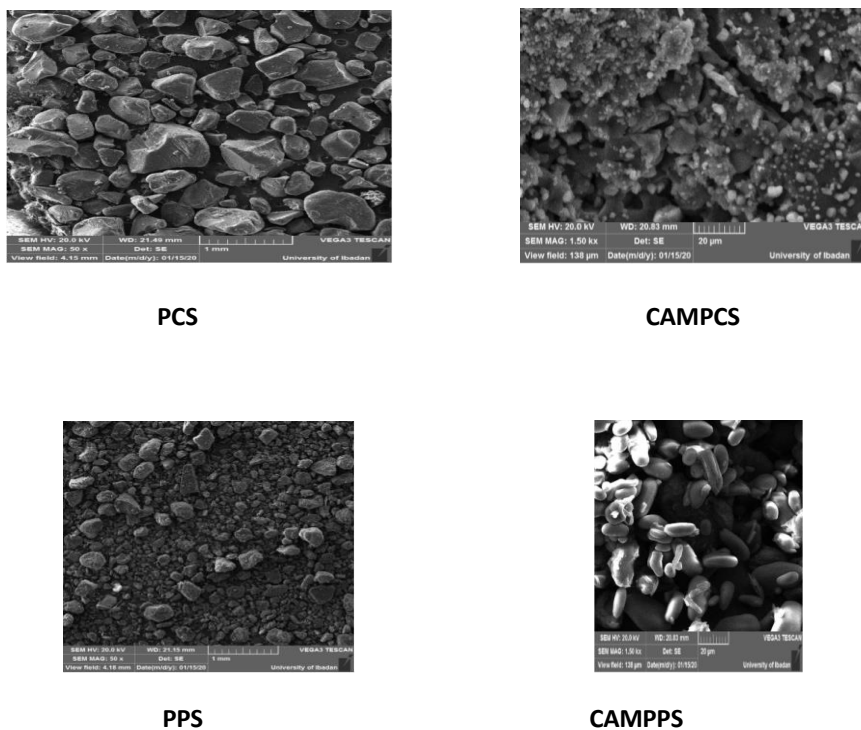 SEM HV: 20.0 kV WD: 21.49 mm VEGA3 TESCAN
SEM MAG: 50 x Det: SE 1 mm
View field: 4.15 mm Date(m/d/y): 01/15/20 University of Ibadan
SEM HV: 20.0 kV WD: 20.83 mm VEGA3 TESCAN
SEM MAG: 1.50 kx Det: SE 20 µm
View field: 138 µm Date(m/d/y): 01/15/20 University of Ibadan
PCS CAMPCS
SEM HV: 20.0 kV WD: 21.15 mm VEGA3 TESCAN
SEM MAG: 50 x Det: SE 1 mm
View field: 4.18 mm Date(m/d/y): 01/15/20 University of Ibadan
SEM HV: 20.0 kV WD: 20.83 mm VEGA3 TESCAN
SEM MAG: 1.50 kx Det: SE 20 µm
View field: 138 µm Date(m/d/y): 01/15/20 University of Ibadan
PPS CAMPPS